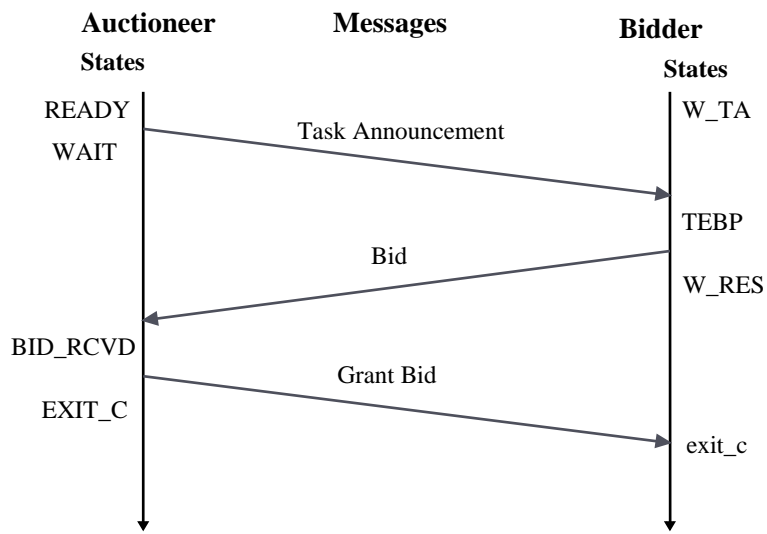 Auctioneer
Messages
Bidder
States
States
READY
W_TA
Task Announcement
WAIT
TEBP
Bid
W_RES
BID_RCVD
Grant Bid
EXIT_C
exit_c